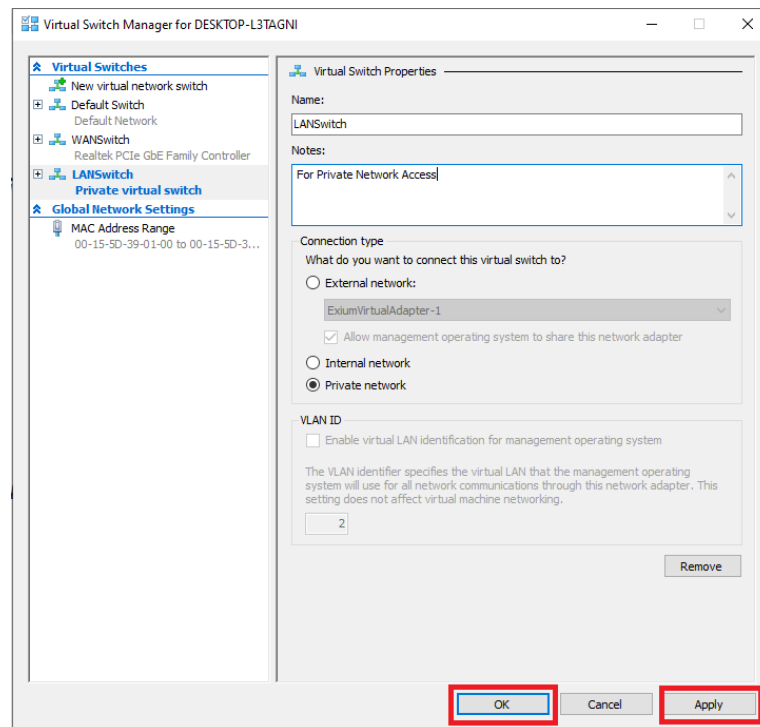 Virtual Switch Manager for DESKTOP-L3TAGNI
Virtual Switches
New virtual network switch
Default Switch
Default Network
WANSwitch
Realtek PCIe GbE Family Controller
LANSwitch
Private virtual switch
Global Network Settings
MAC Address Range
00-15-5D-39-01-00 to 00-15-5D-3...
Virtual Switch Properties
Name:
LANSwitch
Notes:
For Private Network Access
Connection type
What do you want to connect this virtual switch to?
External network:
ExiumVirtualAdapter-1
Allow management operating system to share this network adapter
Internal network
Private network
VLAN ID
Enable virtual LAN identification for management operating system
The VLAN identifier specifies the virtual LAN that the management operating
system will use for all network communications through this network adapter. This
setting does not affect virtual machine networking.
2
Remove
OK
Cancel
Apply